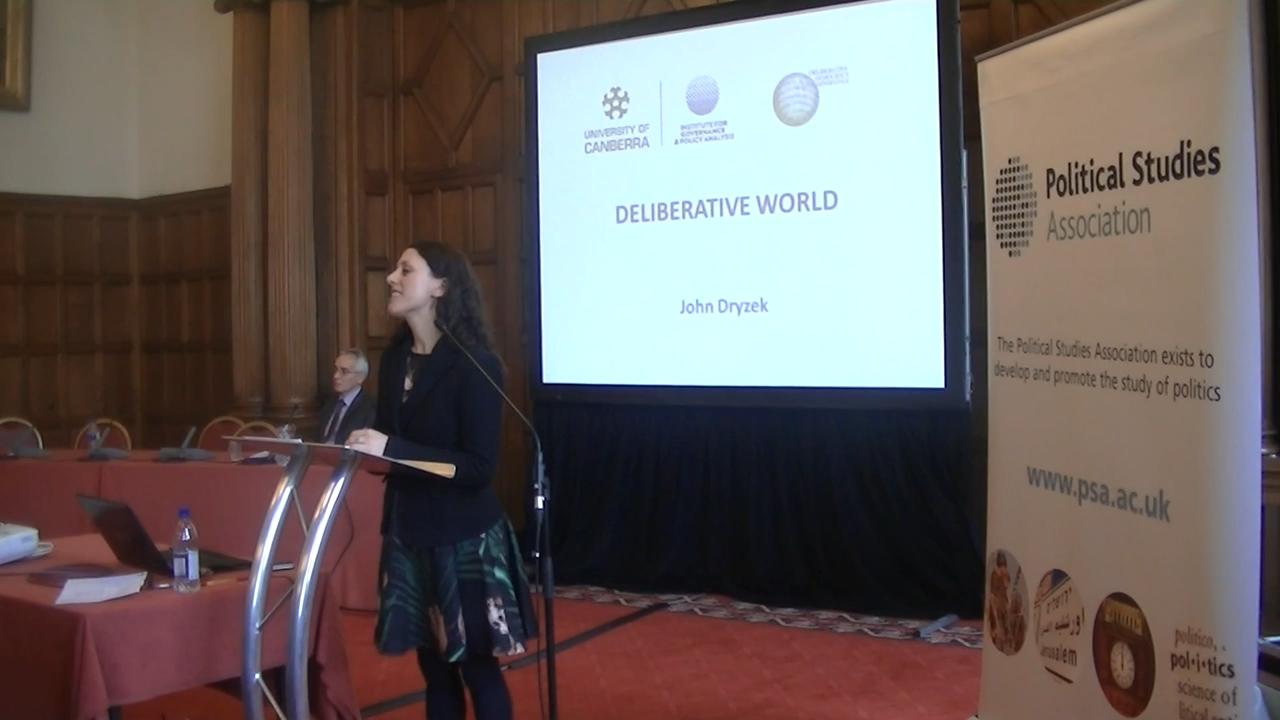 UNIVERSITY OF
CANBERRA
INSTITUTE FOR
GOVERNANCE
& POLICY ANALYSIS
DELIBERATIVE WORLD
John Dryzek
Political Studies
Association
The Political Studies Association exists to
develop and promote the study of politics
www.psa.ac.uk
ירושלים
أورشليم
Jerusalem
politico,
pol•i•tics
science of